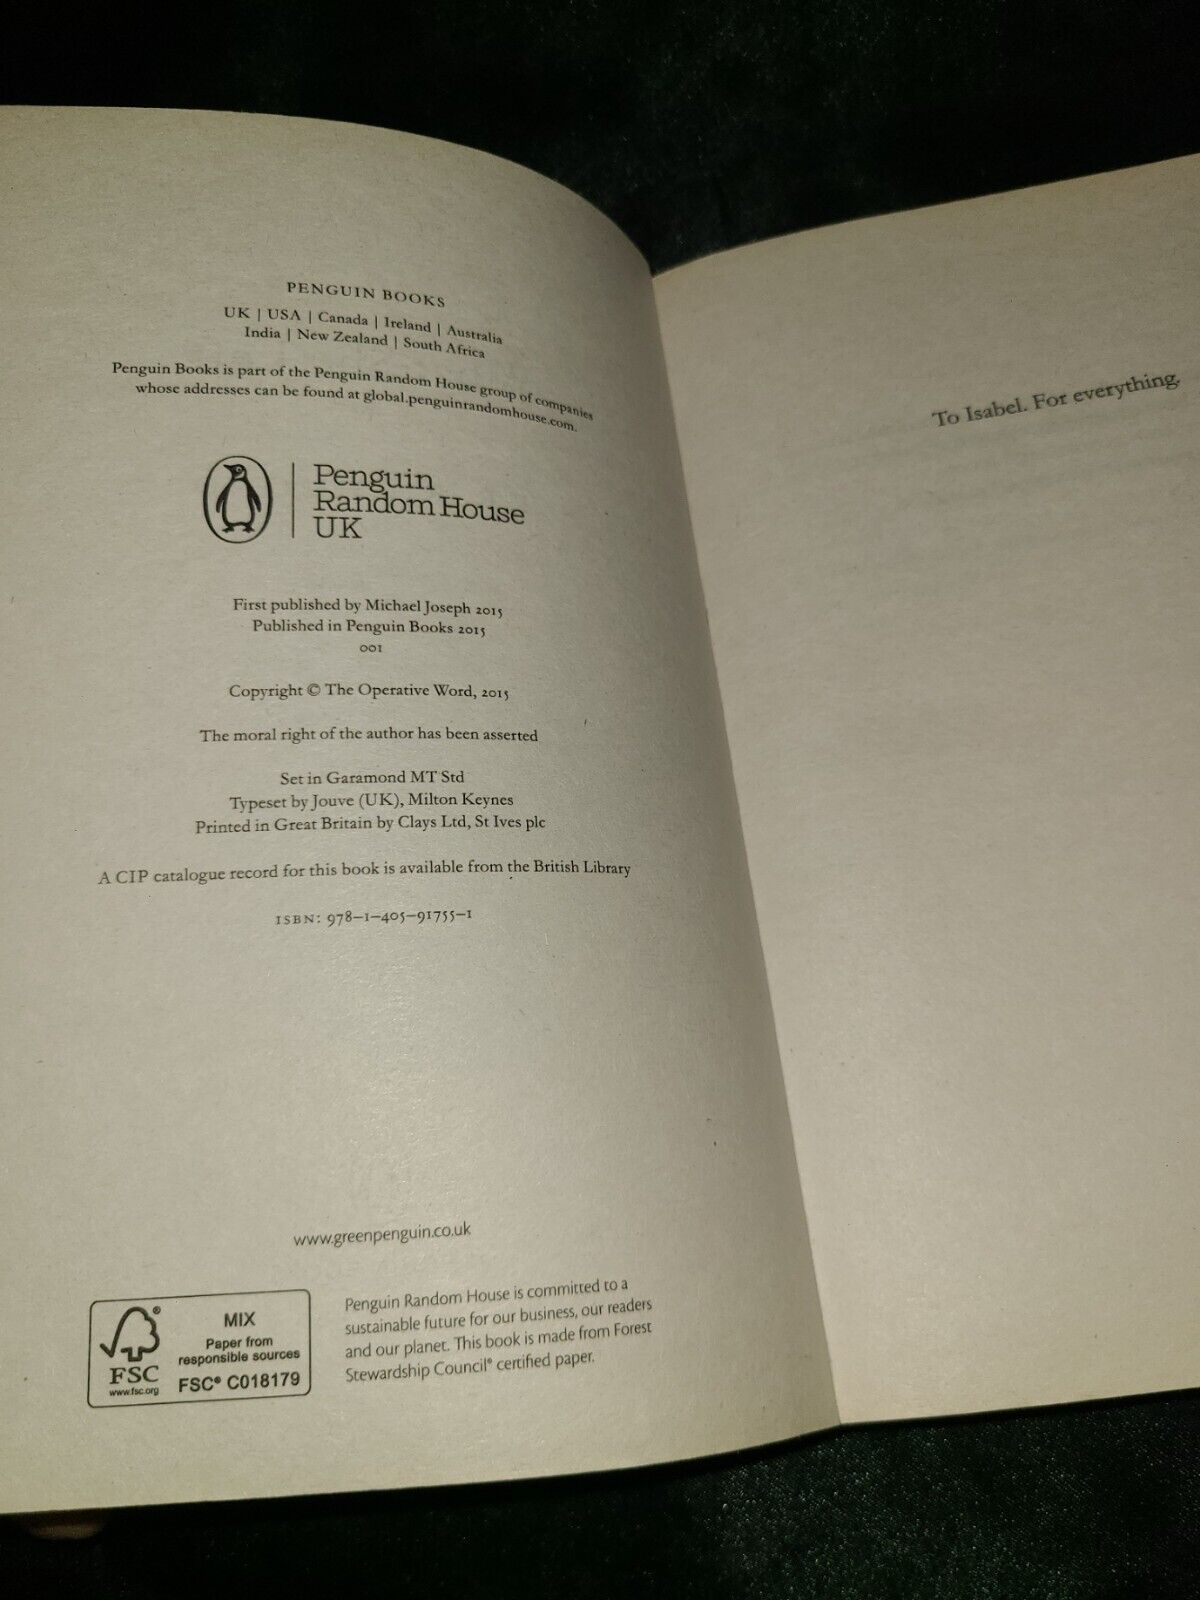 PENGUIN BOOKS
UK | USA | Canada | Ireland | Australia
India | New Zealand | South Africa
Penguin Books is part of the Penguin Random House group of companies
whose addresses can be found at global.penguinrandomhouse.com.
Penguin
Random House
UK
First published by Michael Joseph 2015
Published in Penguin Books 2015
001
Copyright © The Operative Word, 2015
The moral right of the author has been asserted
Set in Garamond MT Std
Typeset by Jouve (UK), Milton Keynes
Printed in Great Britain by Clays Ltd, St Ives plc
A CIP catalogue record for this book is available from the British Library
ISBN: 978–1–405–91755–1
www.greenpenguin.co.uk
FSC
www.fsc.org
MIX
Paper from
responsible sources
FSC® C018179
Penguin Random House is committed to a
sustainable future for our business, our readers
and our planet. This book is made from Forest
Stewardship Council® certified paper.
To Isabel. For everything.